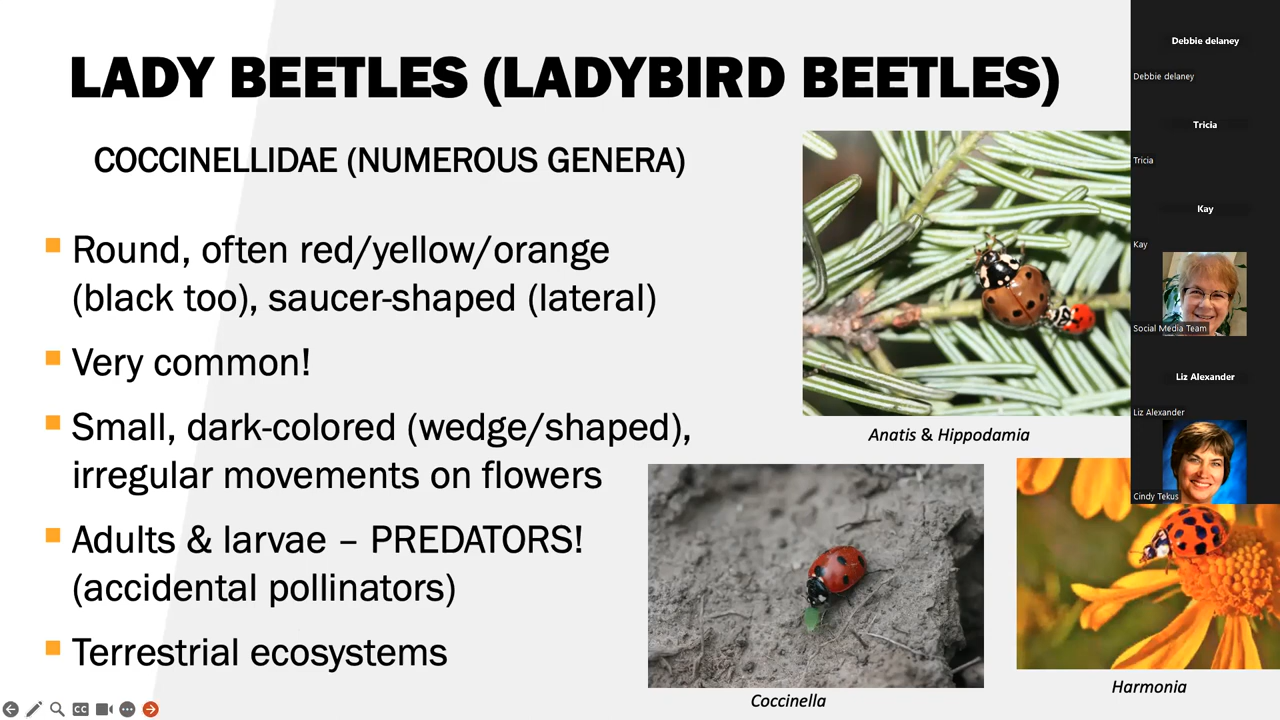 LADY BEETLES (LADYBIRD BEETLES)
COCCINELLIDAE (NUMEROUS GENERA)
Round, often red/yellow/orange
(black too), saucer-shaped (lateral)
Very common!
Small, dark-colored (wedge/shaped),
irregular movements on flowers
Adults & larvae – PREDATORS!
(accidental pollinators)
Terrestrial ecosystems
Anatis & Hippodamia
Coccinella
Harmonia
Debbie delaney
Debbie delaney
Tricia
Tricia
Kay
Kay
Social Media Team
Liz Alexander
Liz Alexander
Cindy Tekus
CC